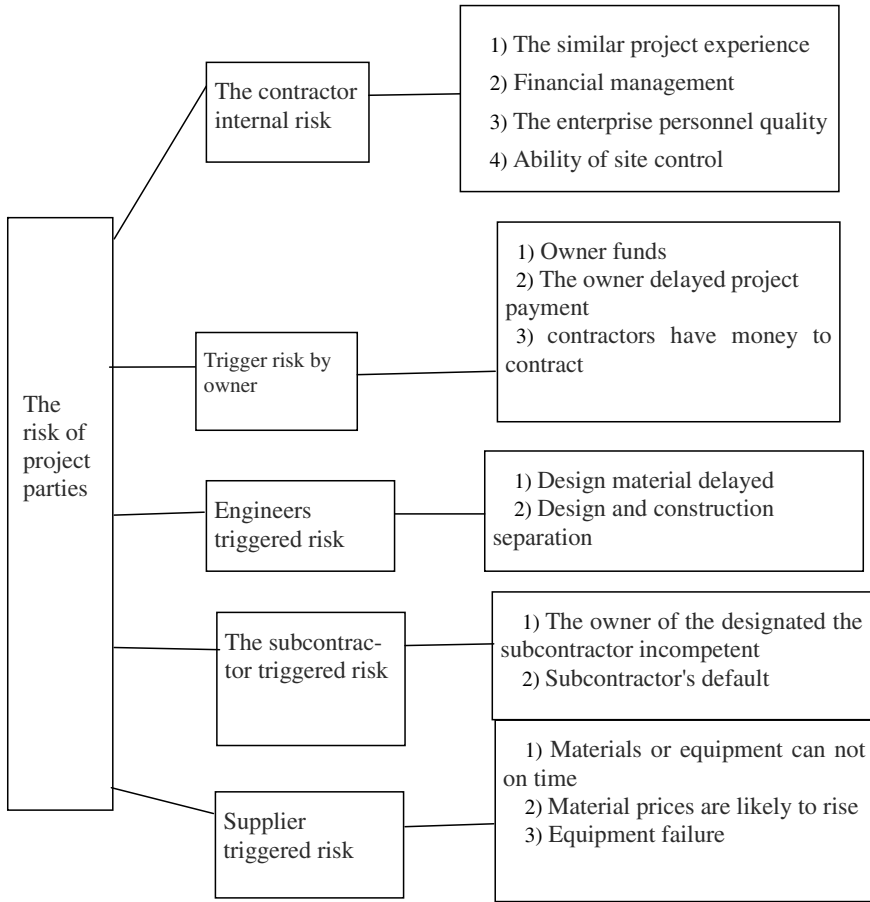 The
risk of
project
parties
The contractor
internal risk
1) The similar project experience
2) Financial management
3) The enterprise personnel quality
4) Ability of site control
Trigger risk by
owner
1) Owner funds
2) The owner delayed project
payment
3) contractors have money to
contract
Engineers
triggered risk
1) Design material delayed
2) Design and construction
separation
The subcontrac-
tor triggered risk
1) The owner of the designated the
subcontractor incompetent
2) Subcontractor's default
Supplier
triggered risk
1) Materials or equipment can not
on time
2) Material prices are likely to rise
3) Equipment failure